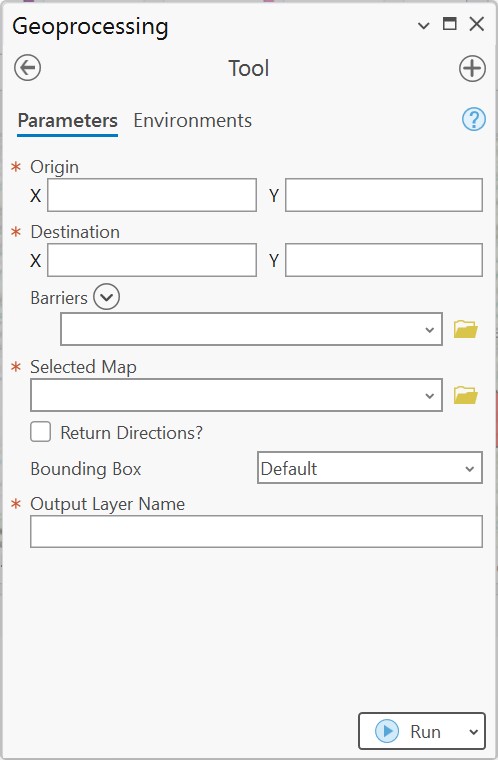 Geoprocessing
Tool
Parameters Environments ?
* Origin
X Y
* Destination
X Y
Barriers
* Selected Map
Return Directions?
Bounding Box Default
* Output Layer Name
Run